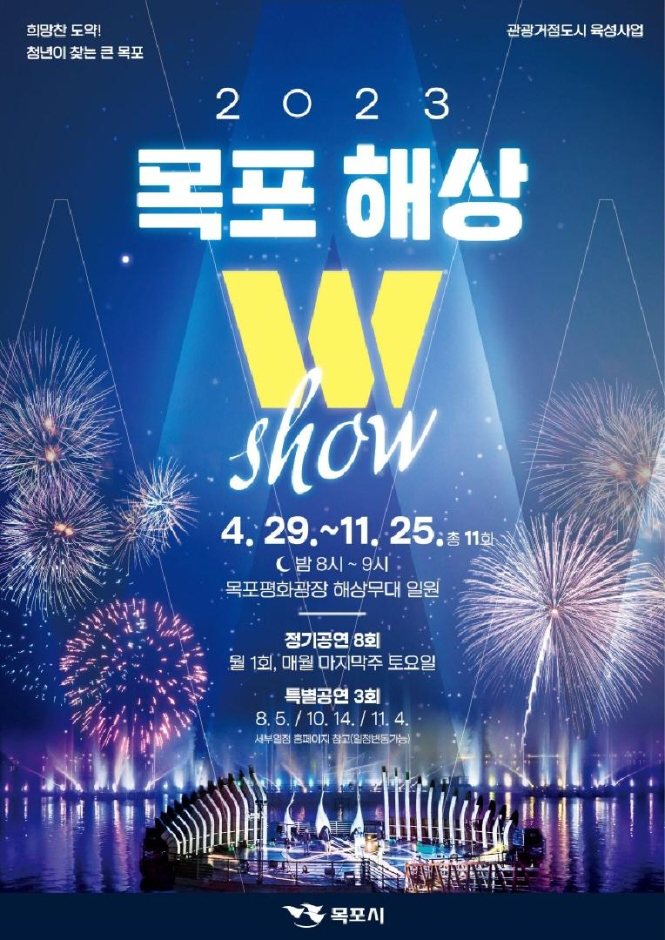 희망찬 도약!
청년이 찾는 큰 목포
관광거점도시 육성사업
2023
목포 해상
W
show
4. 29.~11. 25. 총 11회
밤 8시 ~ 9시
목포평화광장 해상무대 일원
정기공연 8회
월 1회, 매월 마지막주 토요일
특별공연 3회
8. 5. / 10. 14. / 11. 4.
세부일정 홈페이지 참고(일정변동가능)
목포시